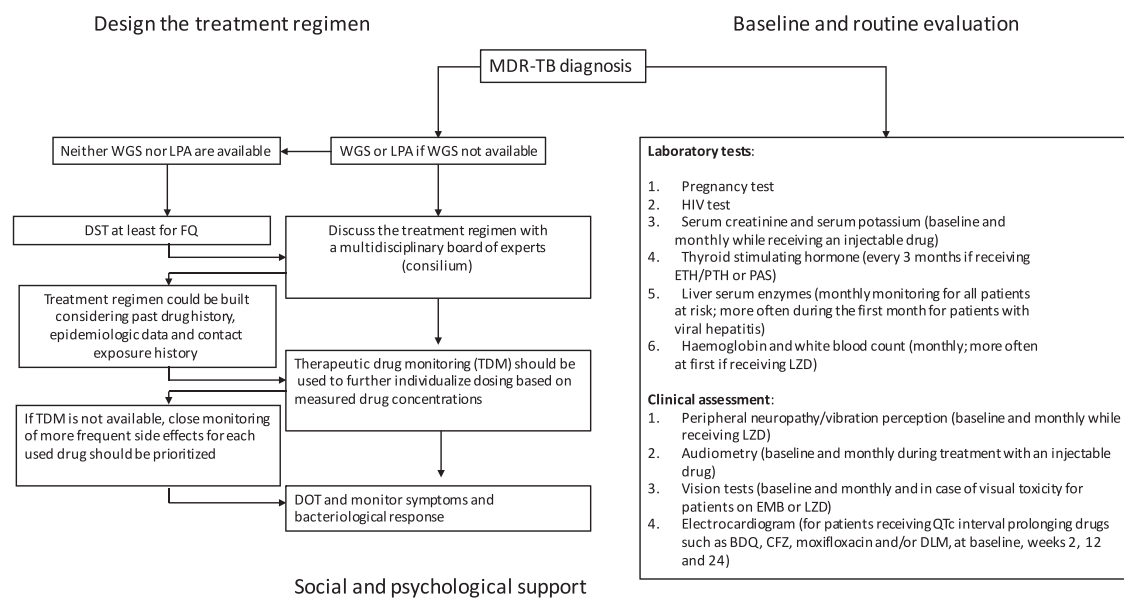 Design the treatment regimen
Baseline and routine evaluation
MDR-TB diagnosis
Neither WGS nor LPA are available
WGS or LPA if WGS not available
DST at least for FQ
Discuss the treatment regimen with
a multidisciplinary board of experts
(consilium)
Treatment regimen could be built
considering past drug history,
epidemiologic data and contact
exposure history
Therapeutic drug monitoring (TDM) should be
used to further individualize dosing based on
measured drug concentrations
If TDM is not available, close monitoring
of more frequent side effects for each
used drug should be prioritized
DOT and monitor symptoms and
bacteriological response
Laboratory tests:
1. Pregnancy test
2. HIV test
3. Serum creatinine and serum potassium (baseline and
monthly while receiving an injectable drug)
4. Thyroid stimulating hormone (every 3 months if receiving
ETH/PTH or PAS)
5. Liver serum enzymes (monthly monitoring for all patients
at risk; more often during the first month for patients with
viral hepatitis)
6. Haemoglobin and white blood count (monthly; more often
at first if receiving LZD)
Clinical assessment:
1. Peripheral neuropathy/vibration perception (baseline and monthly while
receiving LZD)
2. Audiometry (baseline and monthly during treatment with an injectable
drug)
3. Vision tests (baseline and monthly and in case of visual toxicity for
patients on EMB or LZD)
4. Electrocardiogram (for patients receiving QTc interval prolonging drugs
such as BDQ, CFZ, moxifloxacin and/or DLM, at baseline, weeks 2, 12
and 24)
Social and psychological support